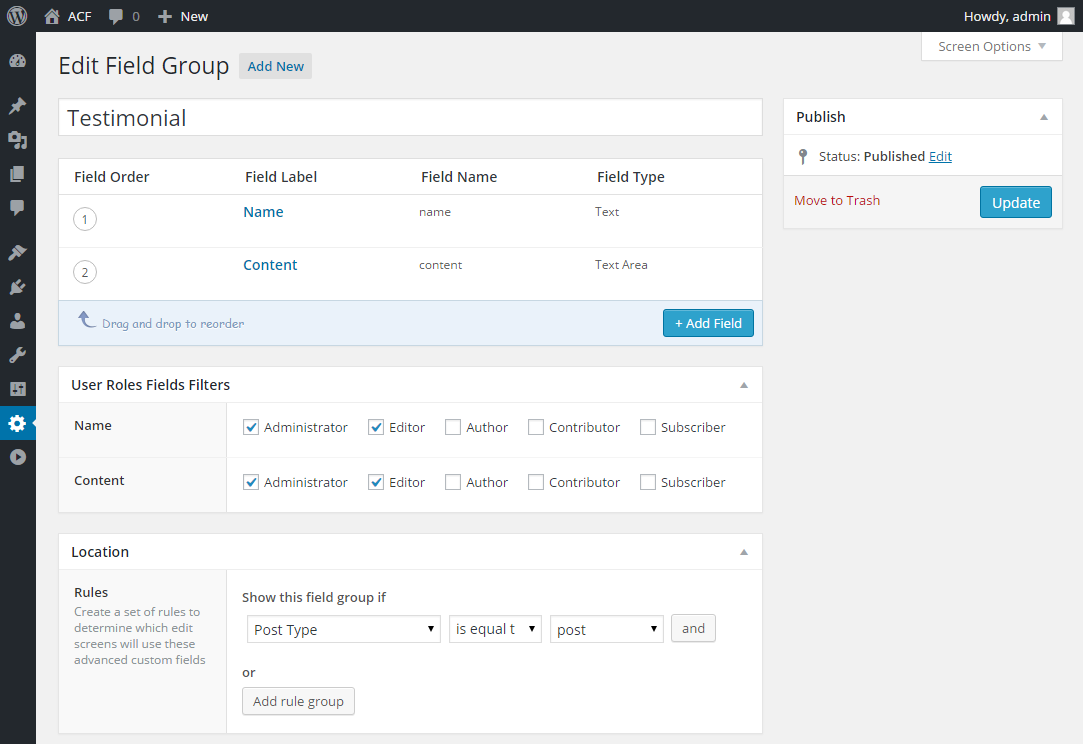 ACF 0 New Howdy, admin
Screen Options
Edit Field Group Add New
Testimonial
Field Order Field Label Field Name Field Type
1 Name name Text
2 Content content Text Area
Drag and drop to reorder + Add Field
User Roles Fields Filters
Name Administrator Editor Author Contributor Subscriber
Content Administrator Editor Author Contributor Subscriber
Location
Rules
Create a set of rules to
determine which edit
screens will use these
advanced custom fields
Show this field group if
Post Type is equal t post and
or
Add rule group
Publish
Status: Published Edit
Move to Trash Update